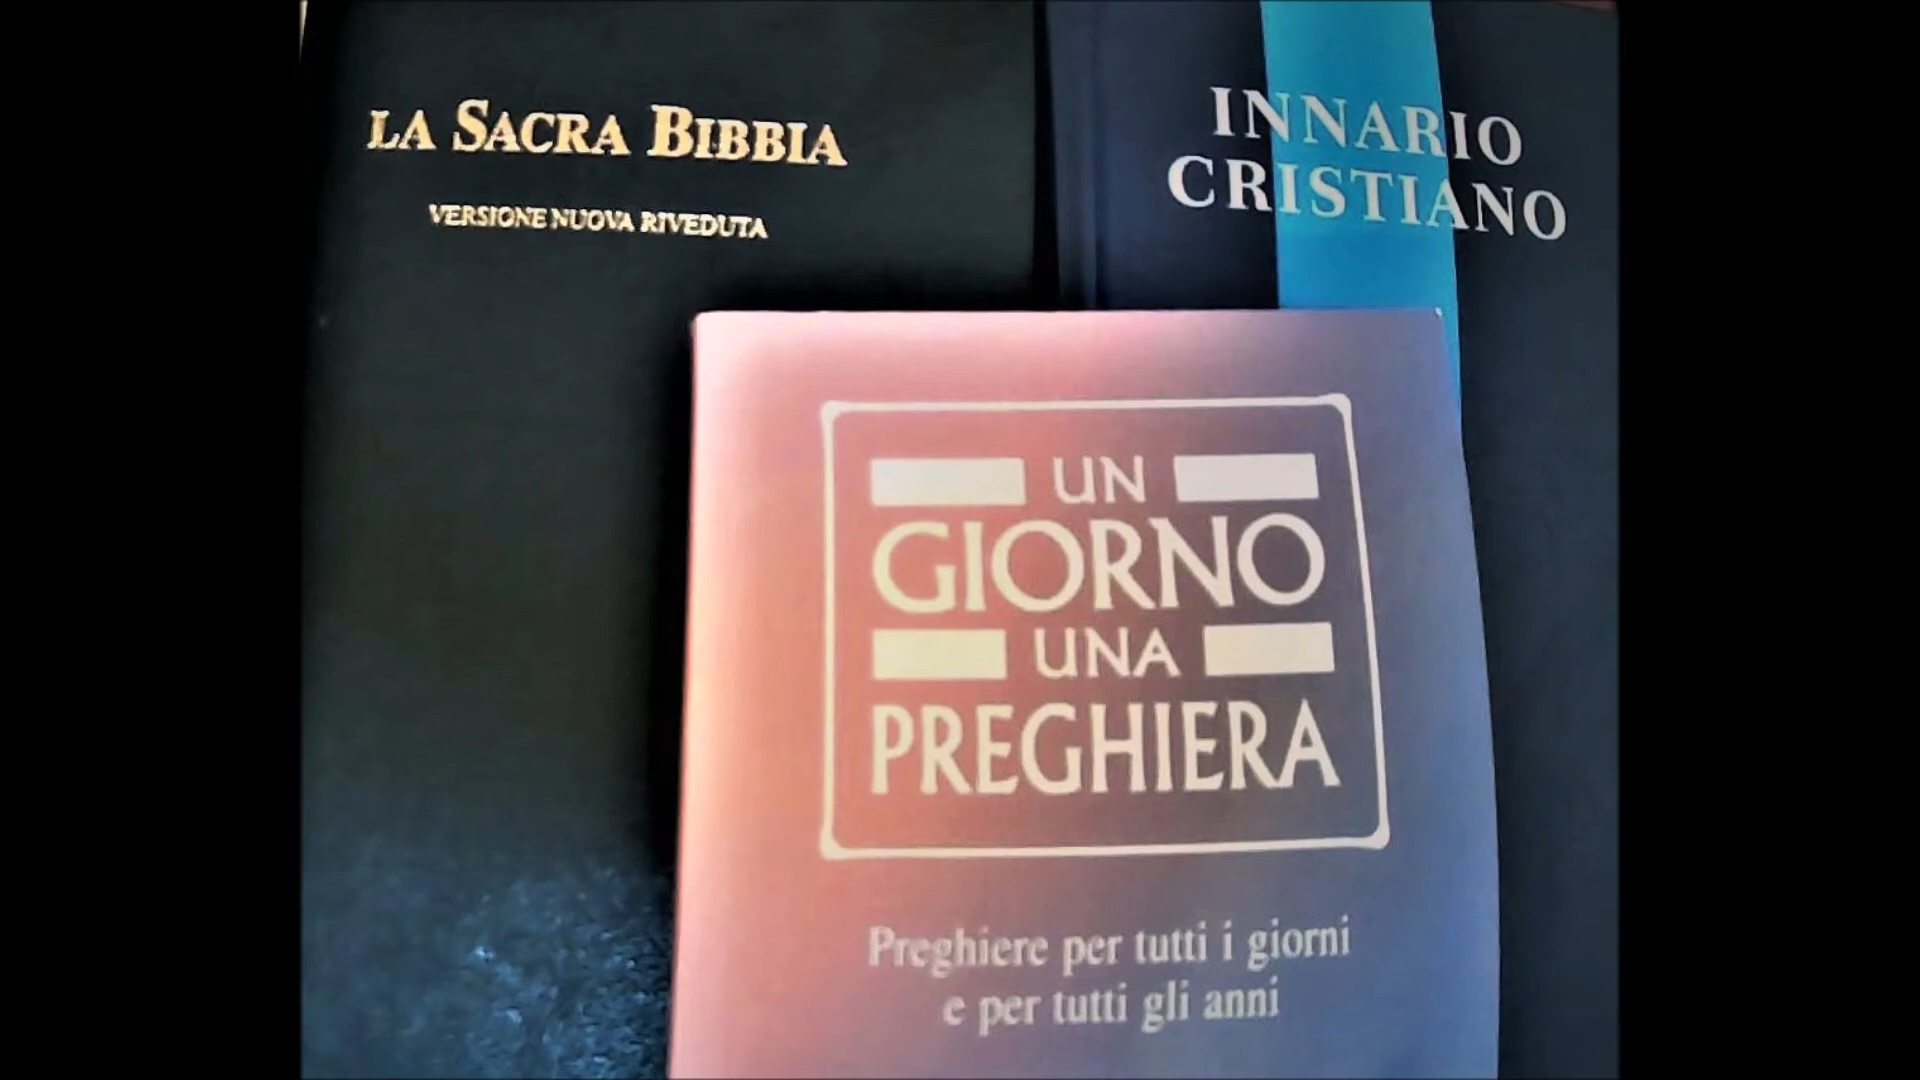 LA SACRA BIBBIA
VERSIONE NUOVA RIVEDUTA
INNARIO
CRISTIANO
UN
GIORNO
UNA
PREGHIERA
Preghiere per tutti i giorni
e per tutti gli anni